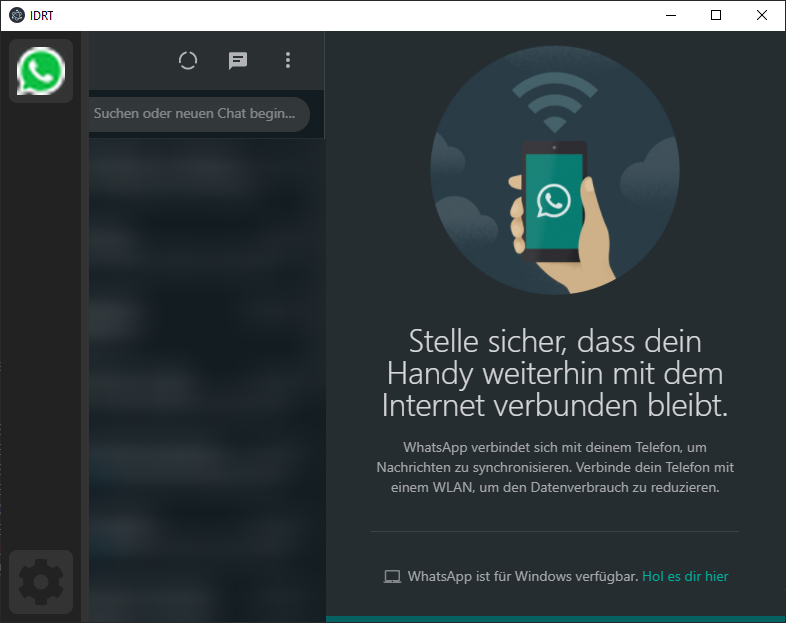 IDRT
Suchen oder neuen Chat begin...
Stelle sicher, dass dein
Handy weiterhin mit dem
Internet verbunden bleibt.
WhatsApp verbindet sich mit deinem Telefon, um
Nachrichten zu synchronisieren. Verbinde dein Telefon mit
einem WLAN, um den Datenverbrauch zu reduzieren.
WhatsApp ist für Windows verfügbar. Hol es dir hier